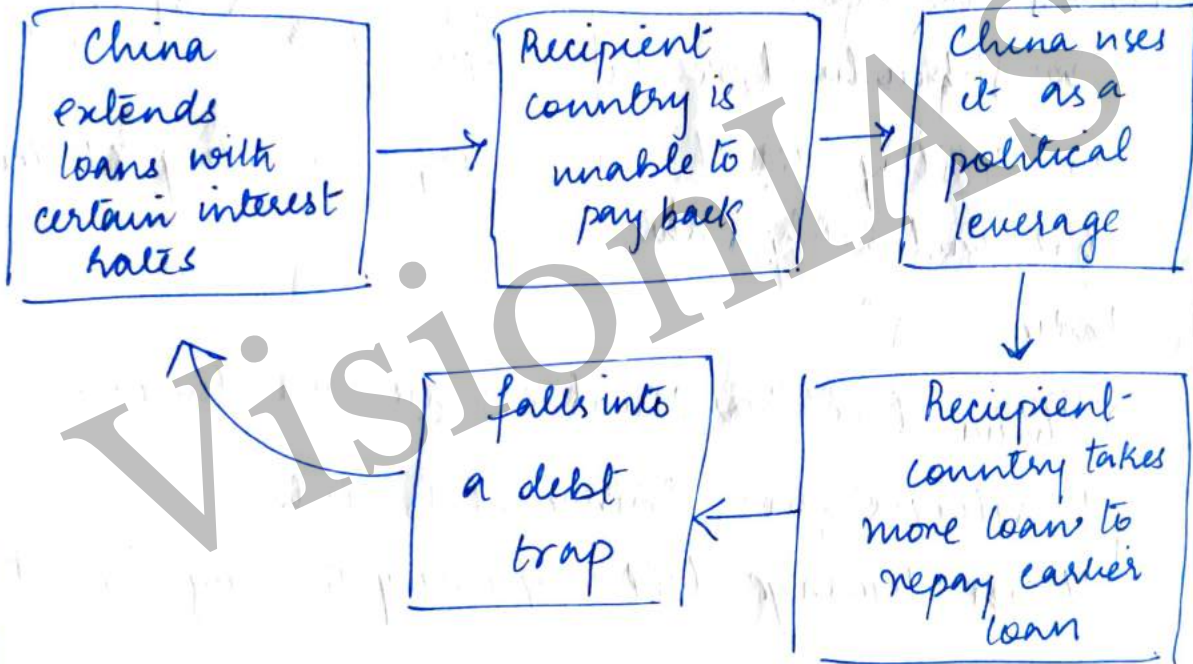 China
extends
loans with
certain interest
rates
Recipient
country is
unable to
pay back
China uses
it as a
political
leverage
Reciepient
country takes
more loan to
repay earlier
loan
falls into
a debt
trap
VisionIAS